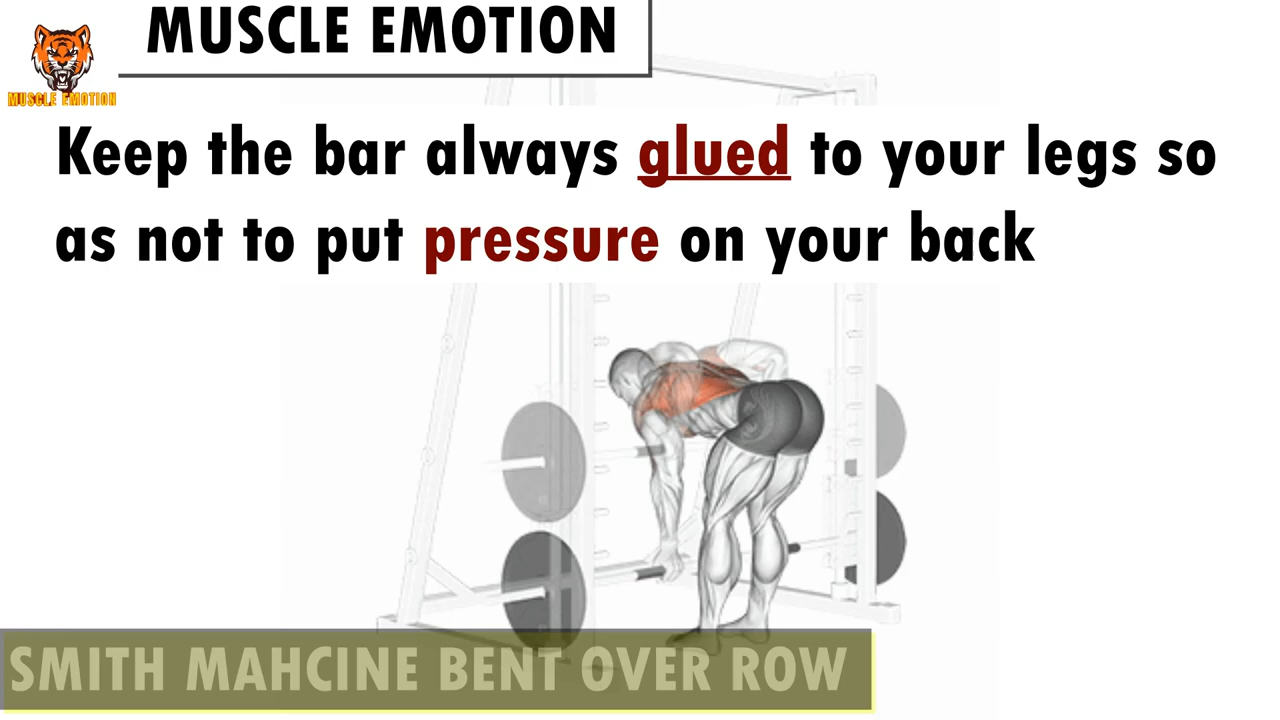 MUSCLE EMOTION
MUSCLE EMOTION
Keep the bar always glued to your legs so
as not to put pressure on your back
SMITH MAHCINE BENT OVER ROW